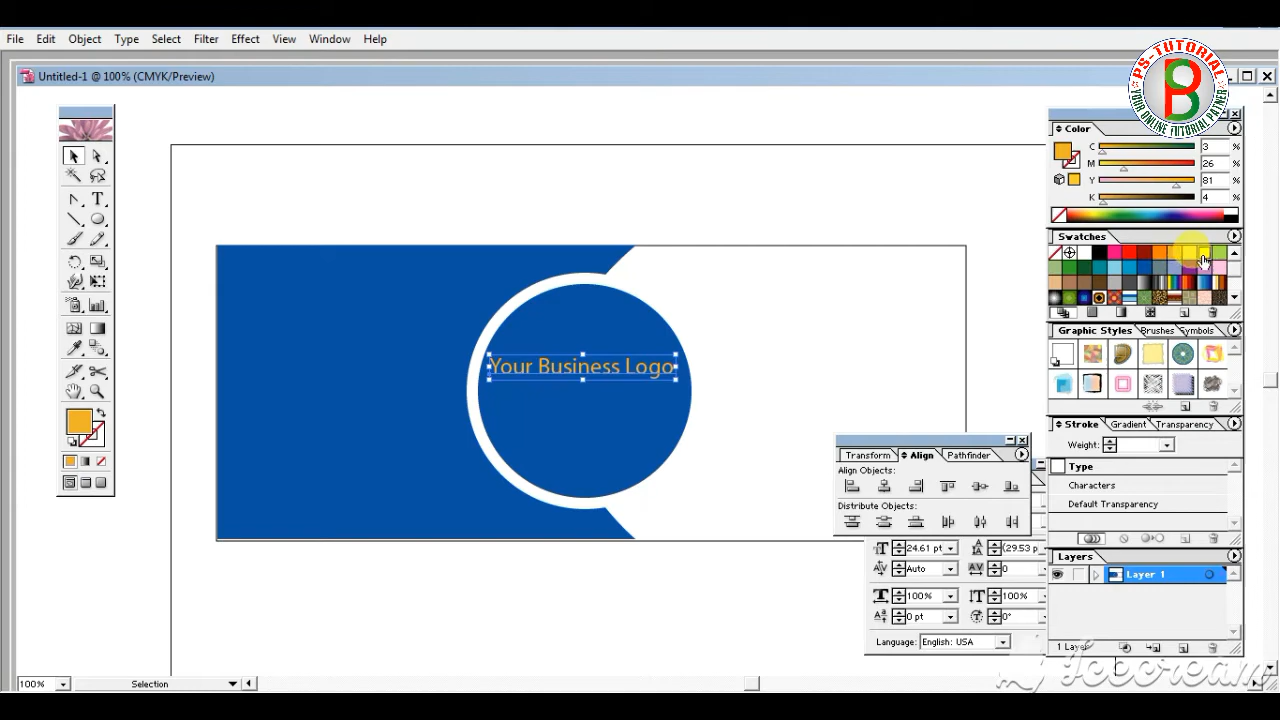 File Edit Object Type Select Filter Effect View Window Help
PS-TUTORIAL
YOUR ONLINE TUTORIAL PATNER
Untitled-1 @ 100% (CMYK/Preview)
Color
C 3 %
M 26 %
Y 81 %
K 4 %
Swatches
Graphic Styles Brushes Symbols
Your Business Logo
Stroke Gradient Transparency
Weight:
Transform Align Pathfinder
Align Objects:
Distribute Objects:
Type
Characters
Default Transparency
24.61 pt (29.53 p
Auto 0
100% 100%
0 pt 0°
Language: English: USA
Layers
Layer 1
1 Layer
Icecream
100% Selection